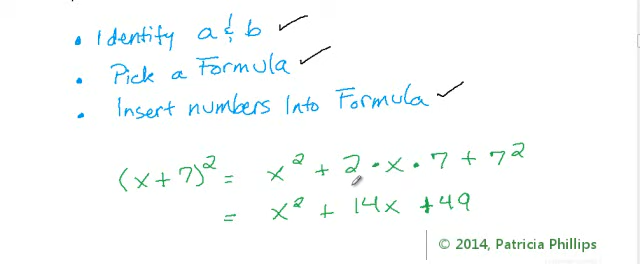 • Identify a & b ✓
• Pick a Formula ✓
• Insert numbers Into Formula ✓
(x+7)² = x² + 2 • x • 7 + 7²
= x² + 14x + 49
© 2014, Patricia Phillips